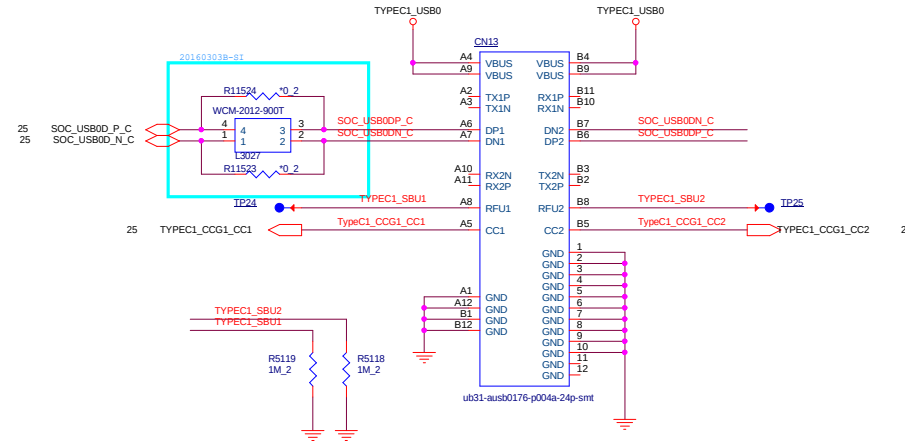 TYPEC1_USB0 TYPEC1_USB0
CN13
20160303B-SI
A4 VBUS VBUS B4
A9 VBUS VBUS B9
R11524 *0_2
A2 TX1P RX1P B11
A3 TX1N RX1N B10
WCM-2012-900T
25 SOC_USB0D_P_C 4 4 3 3 SOC_USB0DP_C A6 DP1 DN2 B7 SOC_USB0DN_C
25 SOC_USB0D_N_C 1 1 2 2 SOC_USB0DN_C A7 DN1 DP2 B6 SOC_USB0DP_C
L3027
R11523 *0_2
A10 RX2N TX2N B3
A11 RX2P TX2P B2
TP24 TYPEC1_SBU1 A8 RFU1 RFU2 B8 TYPEC1_SBU2 TP25
25 TYPEC1_CCG1_CC1 TypeC1_CCG1_CC1 A5 CC1 CC2 B5 TypeC1_CCG1_CC2 TYPEC1_CCG1_CC2 2
GND 1
GND 2
GND 3
GND 4
A1 GND GND 5
A12 GND GND 6
B1 GND GND 7
B12 GND GND 8
GND 9
GND 10
GND 11
GND 12
TYPEC1_SBU2
TYPEC1_SBU1
R5119 R5118
1M_2 1M_2
ub31-ausb0176-p004a-24p-smt